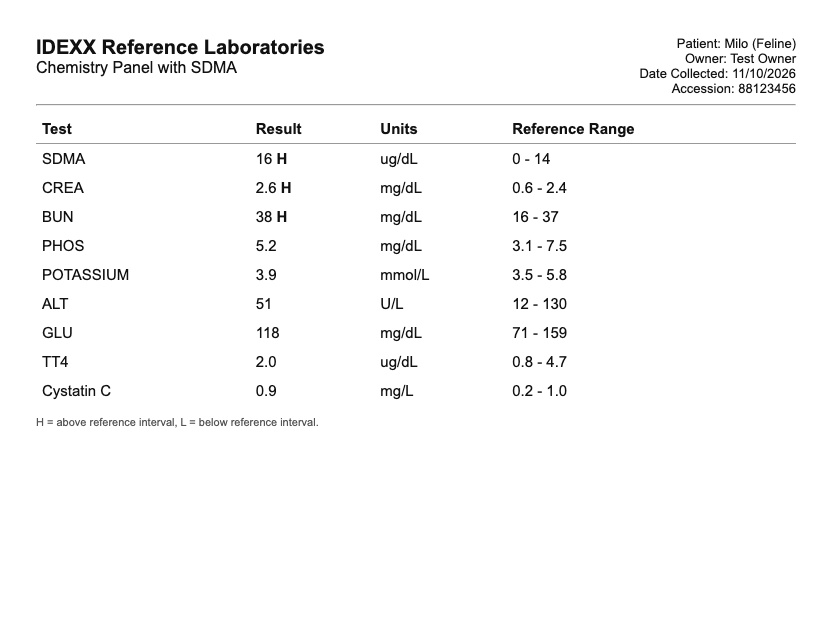 IDEXX Reference Laboratories
Chemistry Panel with SDMA
Patient: Milo (Feline)
Owner: Test Owner
Date Collected: 11/10/2026
Accession: 88123456
Test Result Units Reference Range
SDMA 16 H ug/dL 0 - 14
CREA 2.6 H mg/dL 0.6 - 2.4
BUN 38 H mg/dL 16 - 37
PHOS 5.2 mg/dL 3.1 - 7.5
POTASSIUM 3.9 mmol/L 3.5 - 5.8
ALT 51 U/L 12 - 130
GLU 118 mg/dL 71 - 159
TT4 2.0 ug/dL 0.8 - 4.7
Cystatin C 0.9 mg/L 0.2 - 1.0
H = above reference interval, L = below reference interval.